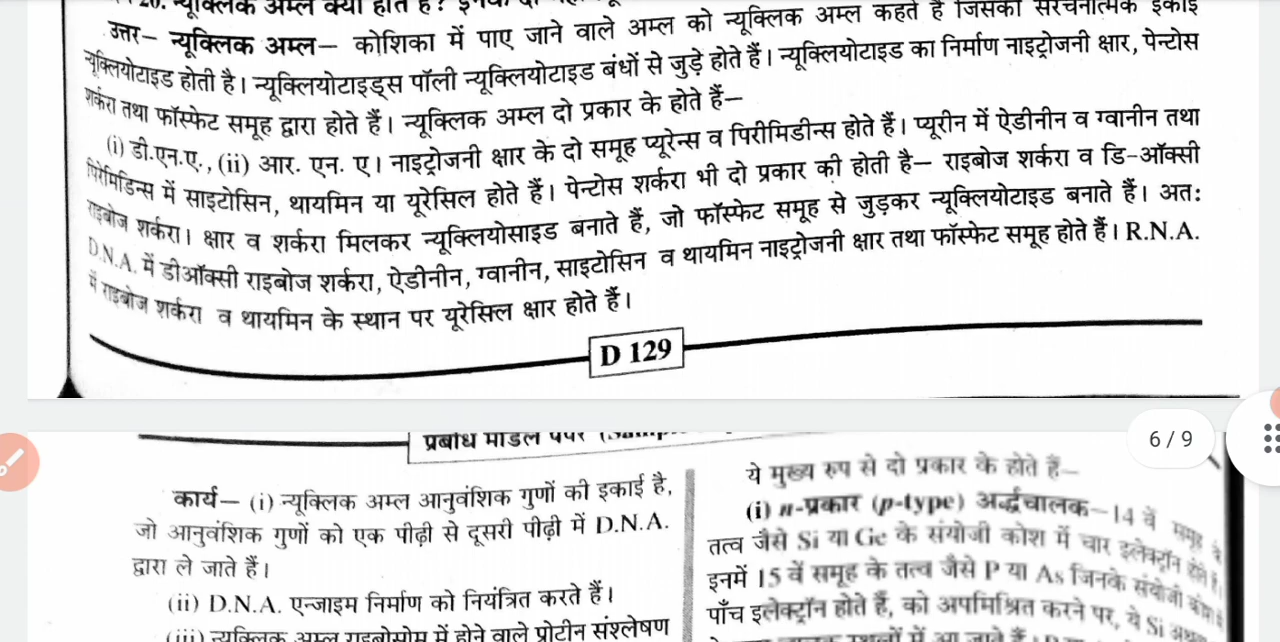 20. न्यूक्लिक अम्ल क्या होते हैं?
उत्तर– न्यूक्लिक अम्ल– कोशिका में पाए जाने वाले अम्ल को न्यूक्लिक अम्ल कहते हैं जिसकी संरचनात्मक इकाई
न्यूक्लियोटाइड होती है। न्यूक्लियोटाइड्स पॉली न्यूक्लियोटाइड बंधों से जुड़े होते हैं। न्यूक्लियोटाइड का निर्माण नाइट्रोजनी क्षार, पेन्टोस
शर्करा तथा फॉस्फेट समूह द्वारा होते हैं। न्यूक्लिक अम्ल दो प्रकार के होते हैं–
(i) डी.एन.ए., (ii) आर. एन. ए। नाइट्रोजनी क्षार के दो समूह प्यूरेन्स व पिरीमिडीन्स होते हैं। प्यूरीन में ऐडीनीन व ग्वानीन तथा
पिरेमिडिन्स में साइटोसिन, थायमिन या यूरेसिल होते हैं। पेन्टोस शर्करा भी दो प्रकार की होती है– राइबोज शर्करा व डि-ऑक्सी
राइबोज शर्करा। क्षार व शर्करा मिलकर न्यूक्लियोसाइड बनाते हैं, जो फॉस्फेट समूह से जुड़कर न्यूक्लियोटाइड बनाते हैं। अत:
D.N.A. में डीऑक्सी राइबोज शर्करा, ऐडीनीन, ग्वानीन, साइटोसिन व थायमिन नाइट्रोजनी क्षार तथा फॉस्फेट समूह होते हैं। R.N.A.
में राइबोज शर्करा व थायमिन के स्थान पर यूरेसिल क्षार होते हैं।
D 129
प्रबोध मॉडल पेपर
6 / 9
कार्य– (i) न्यूक्लिक अम्ल आनुवंशिक गुणों की इकाई है,
जो आनुवंशिक गुणों को एक पीढ़ी से दूसरी पीढ़ी में D.N.A.
द्वारा ले जाते हैं।
(ii) D.N.A. एन्जाइम निर्माण को नियंत्रित करते हैं।
(iii) न्यूक्लिक अम्ल राइबोसोम में होने वाले प्रोटीन संश्लेषण
ये मुख्य रुप से दो प्रकार के होते हैं–
(i) n-प्रकार (p-type) अर्द्धचालक–14 वें समूह के
तत्व जैसे Si या Ge के संयोजी कोश में चार इलेक्ट्रॉन होते हैं।
इनमें 15 वें समूह के तत्व जैसे P या As जिनके संयोजी कोश में
पाँच इलेक्ट्रॉन होते हैं, को अपमिश्रित करने पर, ये Si अथवा